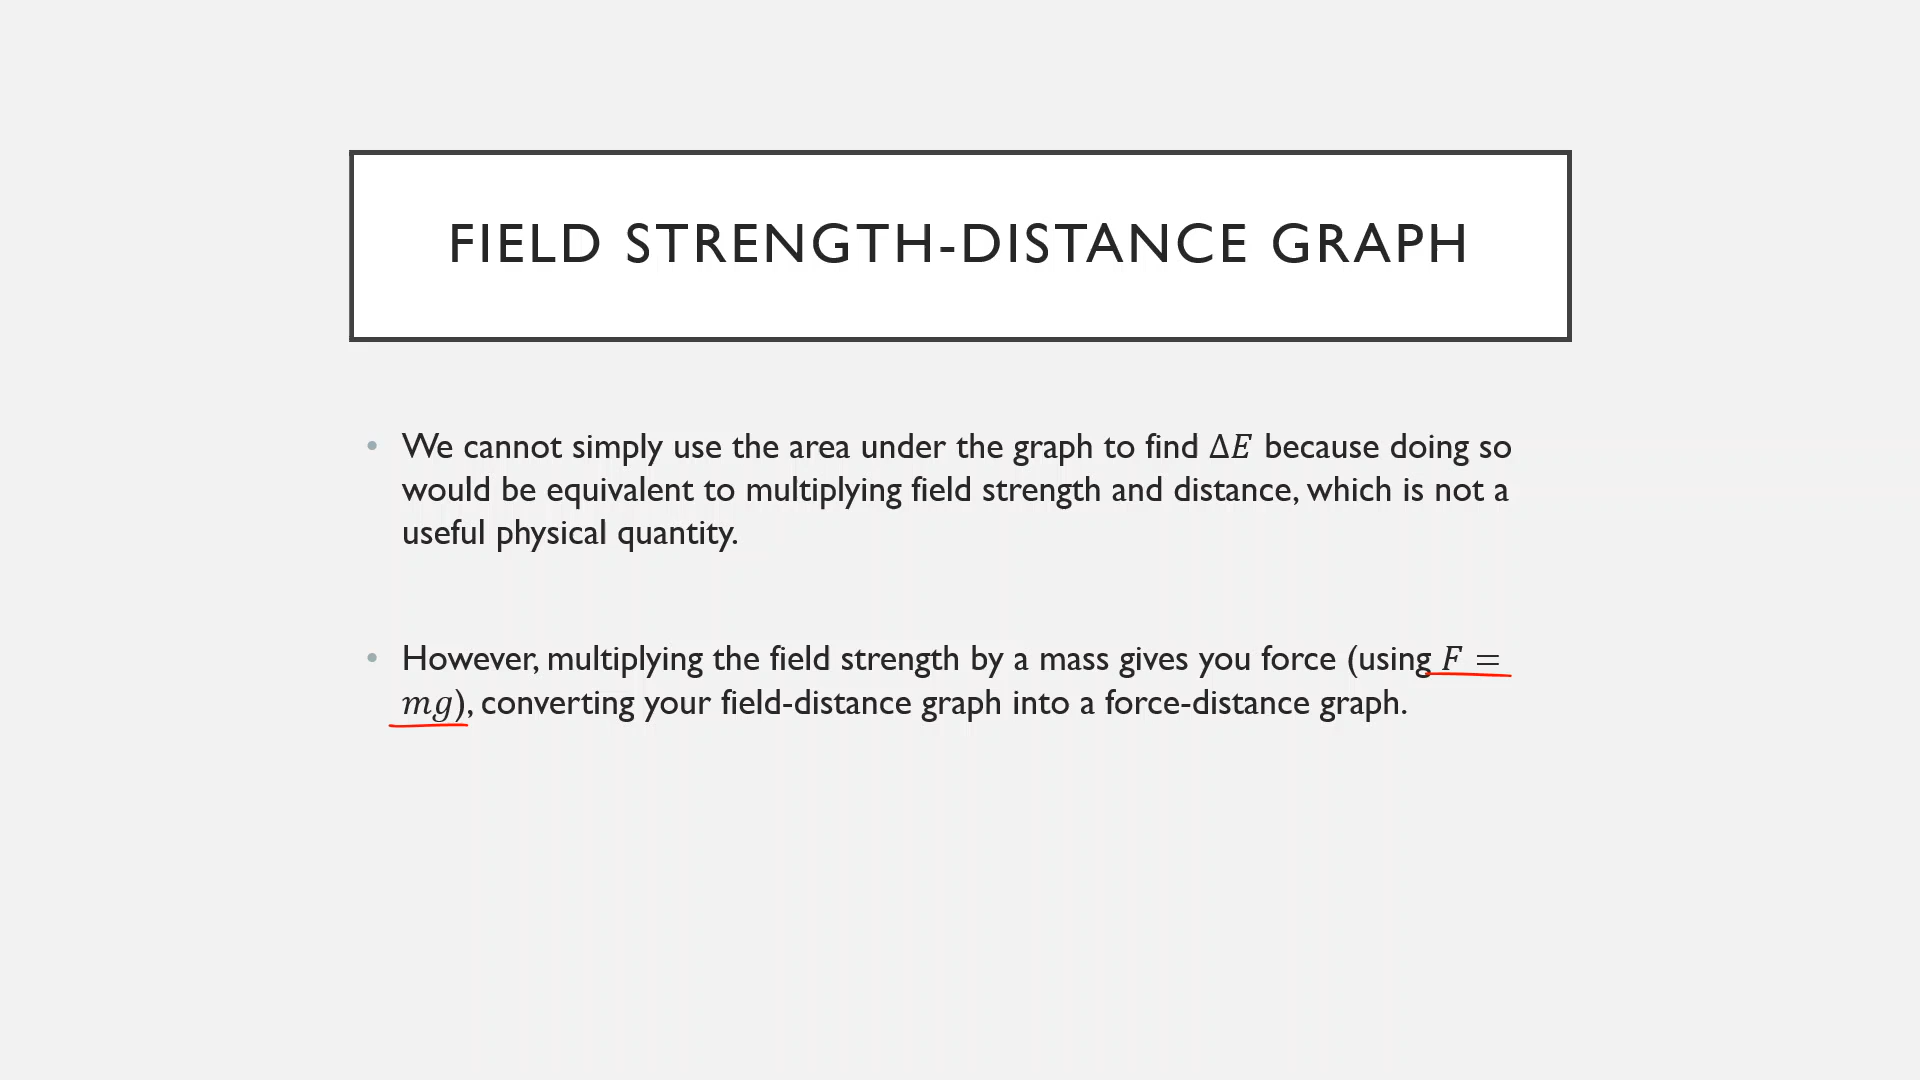 FIELD STRENGTH-DISTANCE GRAPH
• We cannot simply use the area under the graph to find Δ𝐸 because doing so
would be equivalent to multiplying field strength and distance, which is not a
useful physical quantity.
• However, multiplying the field strength by a mass gives you force (using 𝐹 =
𝑚𝑔), converting your field-distance graph into a force-distance graph.